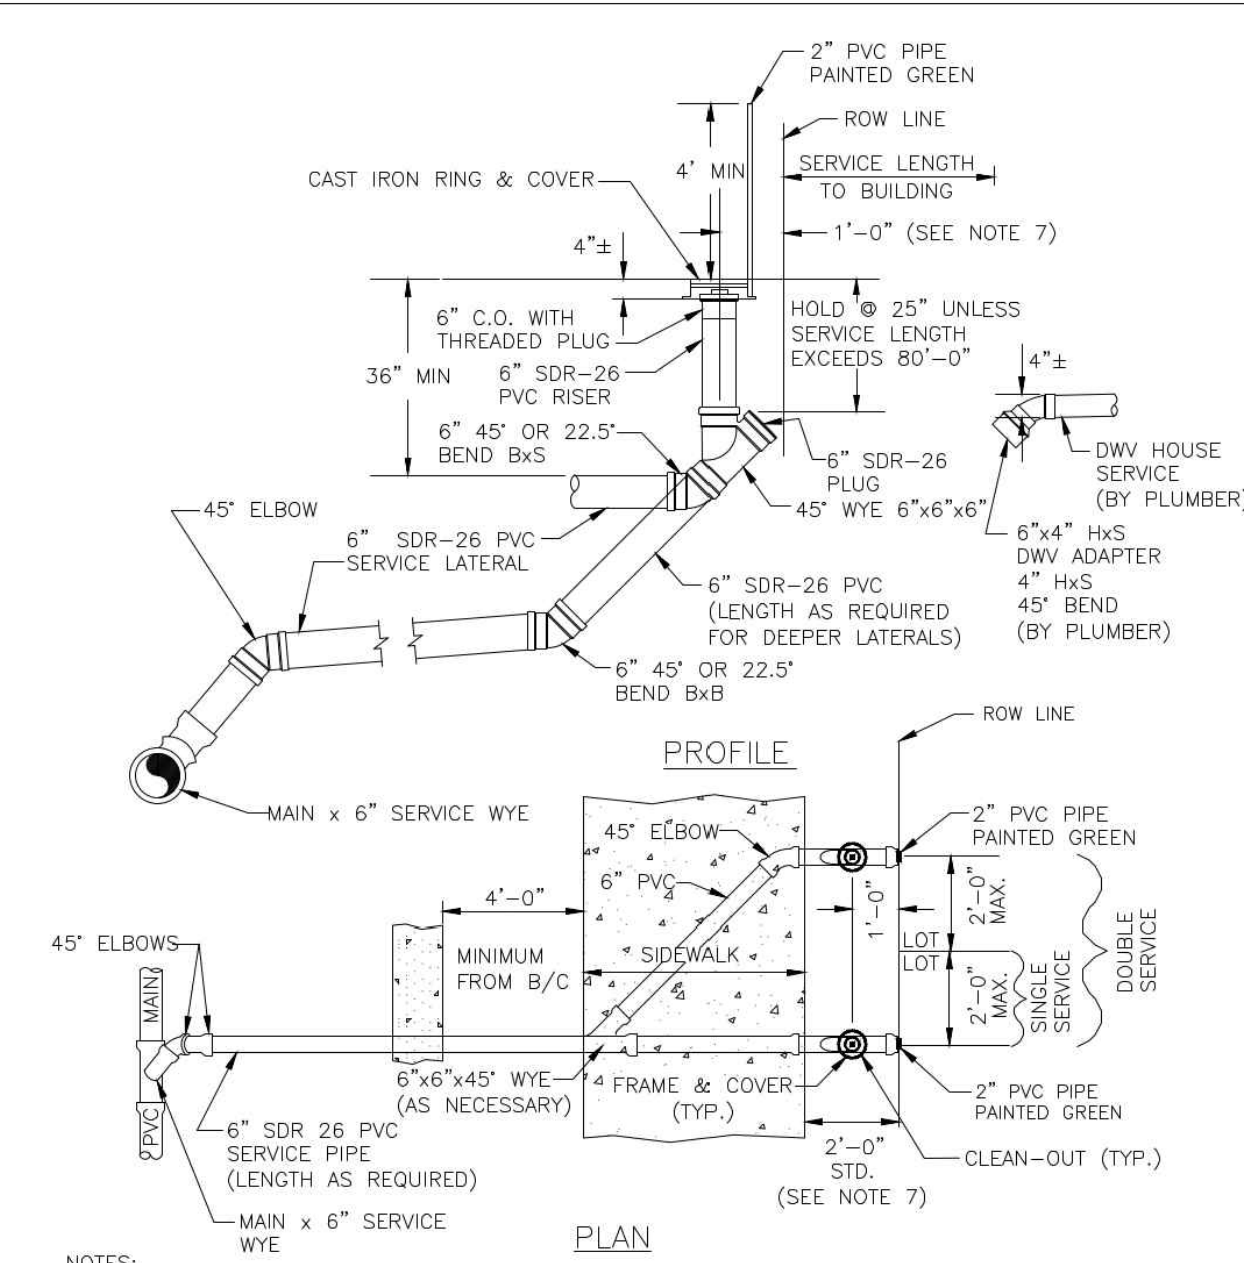 2" PVC PIPE
PAINTED GREEN
ROW LINE
4' MIN
SERVICE LENGTH
TO BUILDING
CAST IRON RING & COVER
1'-0" (SEE NOTE 7)
4"±
6" C.O. WITH
THREADED PLUG
HOLD @ 25" UNLESS
SERVICE LENGTH
EXCEEDS 80'-0"
36" MIN
6" SDR-26
PVC RISER
4"±
6" 45° OR 22.5°
BEND BxS
6" SDR-26
PLUG
DWV HOUSE
SERVICE
(BY PLUMBER)
45° WYE 6"x6"x6"
45° ELBOW
6" SDR-26 PVC
SERVICE LATERAL
6"x4" HxS
DWV ADAPTER
4" HxS
45° BEND
(BY PLUMBER)
6" SDR-26 PVC
(LENGTH AS REQUIRED
FOR DEEPER LATERALS)
6" 45° OR 22.5°
BEND BxB
PROFILE
MAIN x 6" SERVICE WYE
ROW LINE
45° ELBOW
2" PVC PIPE
PAINTED GREEN
6" PVC
4'-0"
1'-0"
2'-0"
MAX.
45° ELBOWS
MINIMUM
FROM B/C
SIDEWALK
LOT
LOT
DOUBLE
SERVICE
MAIN
2'-0"
MAX.
SINGLE
SERVICE
6"x6"x45° WYE
(AS NECESSARY)
FRAME & COVER
(TYP.)
2" PVC PIPE
PAINTED GREEN
PVC
6" SDR 26 PVC
SERVICE PIPE
(LENGTH AS REQUIRED)
2'-0"
STD.
(SEE NOTE 7)
CLEAN-OUT (TYP.)
MAIN x 6" SERVICE
WYE
PLAN
NOTES: